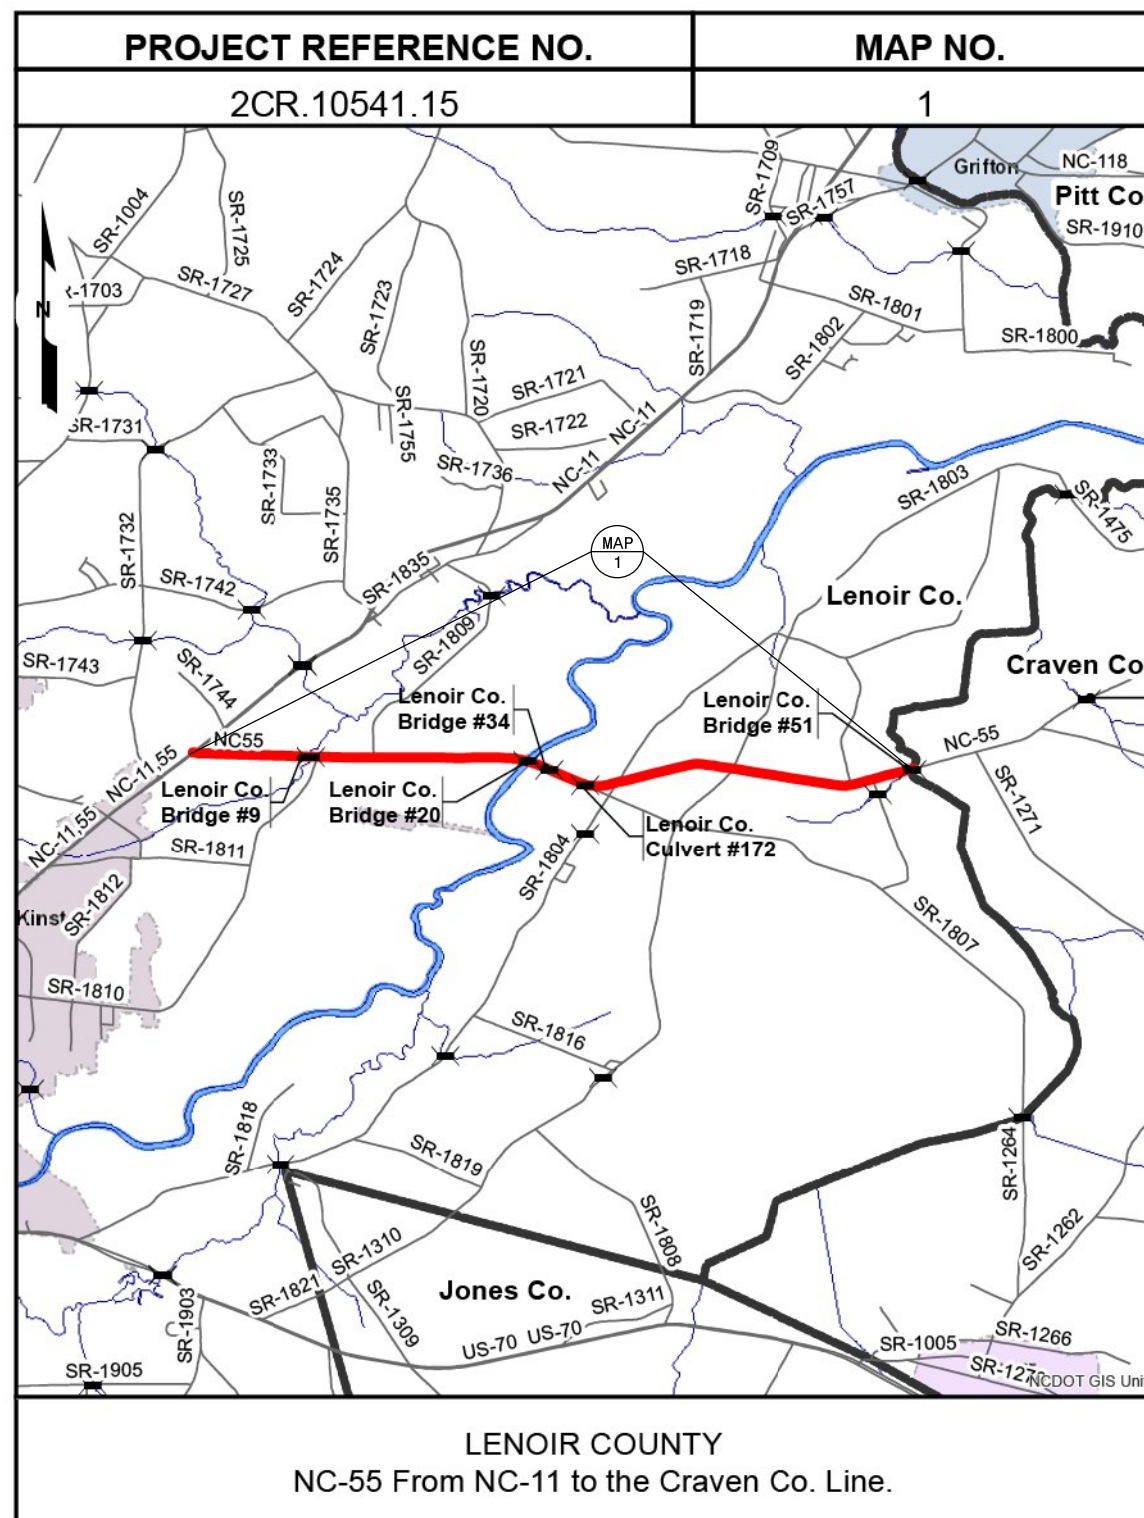 PROJECT REFERENCE NO.
MAP NO.
2CR.10541.15
1
SR-1709
Grifton
NC-118
SR-1757
Pitt Co
SR-1910
SR-1004
SR-1725
SR-1724
SR-1718
-1703
SR-1727
SR-1723
SR-1801
N
SR-1719
SR-1802
SR-1800
SR-1720
SR-1721
SR-1731
SR-1755
SR-1722
NC-11
SR-1733
SR-1736
NC-11
SR-1803
SR-1475
SR-1735
SR-1732
MAP
1
SR-1835
SR-1742
Lenoir Co.
SR-1809
SR-1743
SR-1744
Craven Co
Lenoir Co.
Bridge #34
Lenoir Co.
Bridge #51
NC55
NC-55
NC-11,55
Lenoir Co.
Bridge #9
Lenoir Co.
Bridge #20
SR-1271
NC-11,55
Lenoir Co.
Culvert #172
SR-1811
SR-1804
SR-1812
Kinst
SR-1807
SR-1810
SR-1816
SR-1818
SR-1819
SR-1264
SR-1808
SR-1262
SR-1310
Jones Co.
SR-1821
SR-1309
SR-1311
SR-1903
US-70 US-70
SR-1005
SR-1266
SR-1905
NCDOT GIS Uni
LENOIR COUNTY
NC-55 From NC-11 to the Craven Co. Line.